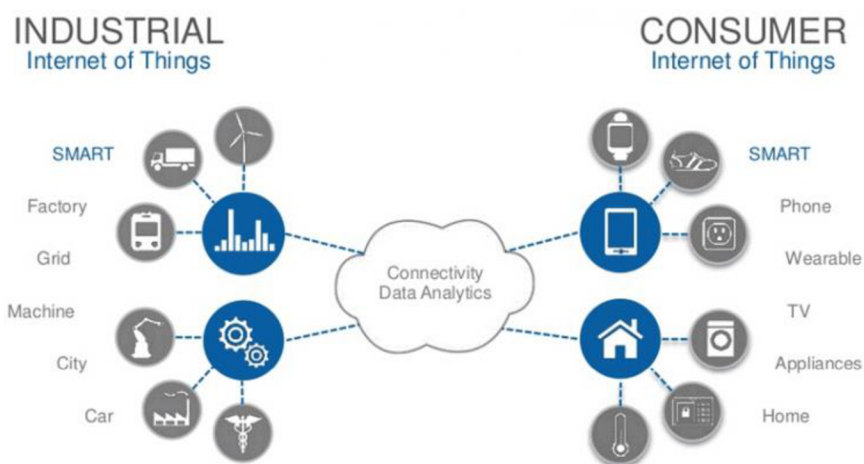 INDUSTRIAL
Internet of Things
CONSUMER
Internet of Things
SMART
Factory
Grid
Machine
City
Car
Connectivity
Data Analytics
SMART
Phone
Wearable
TV
Appliances
Home